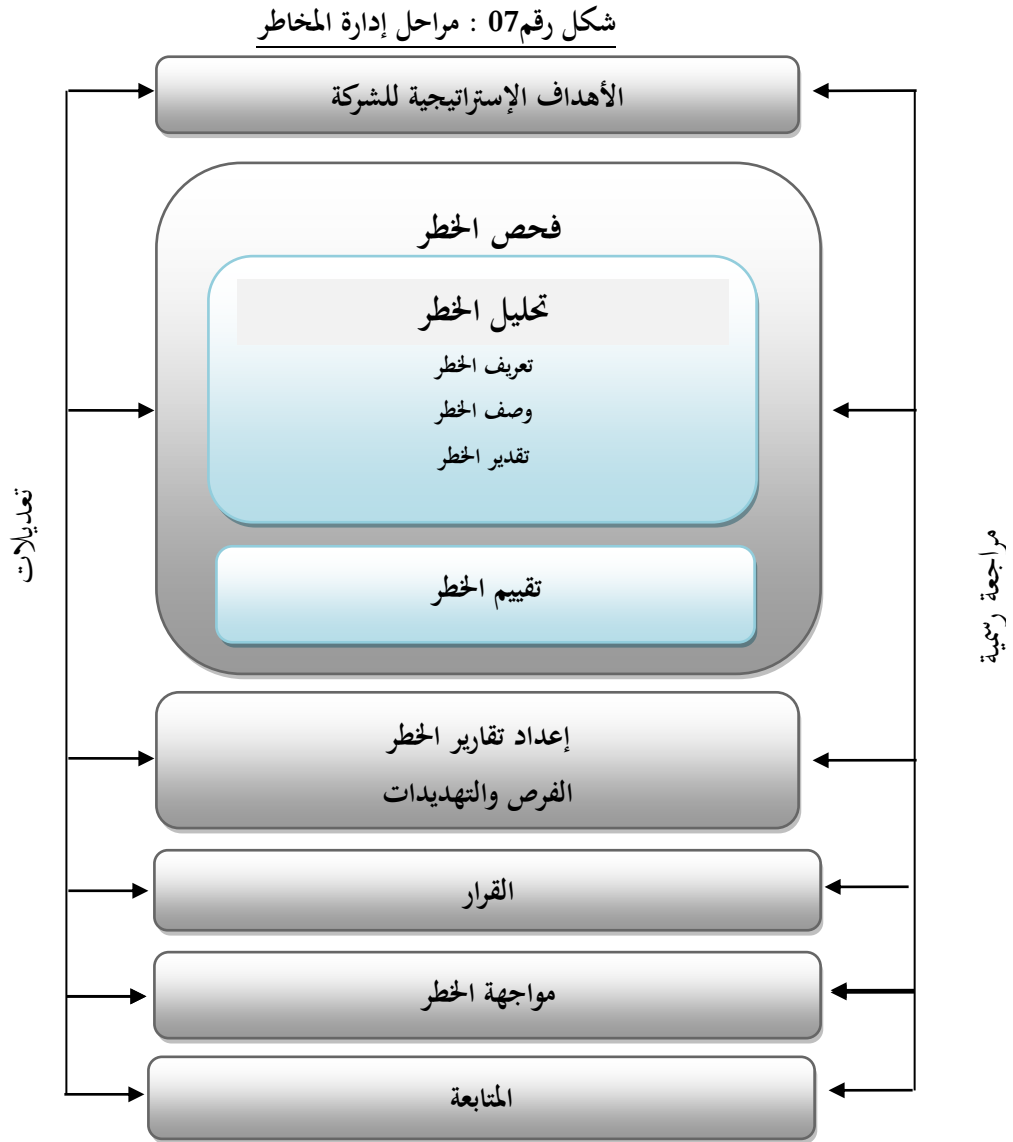 شكل رقم07 : مراحل إدارة المخاطر
الأهداف الإستراتيجية للشركة
فحص الخطر
تحليل الخطر
تعريف الخطر
وصف الخطر
تقدير الخطر
تقييم الخطر
إعداد تقارير الخطر
الفرص والتهديدات
القرار
مواجهة الخطر
المتابعة
مراجعة رسمية
تعديلات